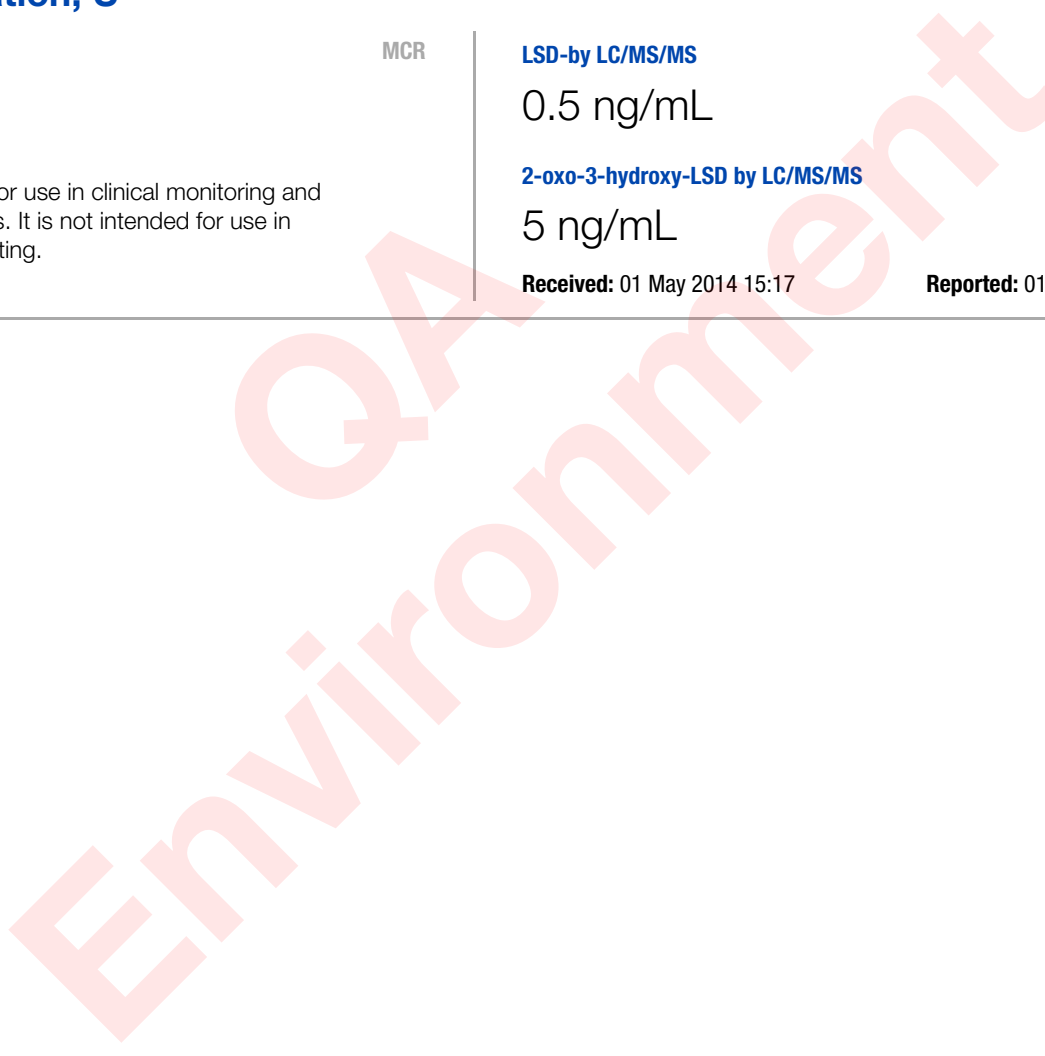 MCR
or use in clinical monitoring and
s. It is not intended for use in
ting.
LSD-by LC/MS/MS
0.5 ng/mL
2-oxo-3-hydroxy-LSD by LC/MS/MS
5 ng/mL
Received: 01 May 2014 15:17
Reported: 01
QA
Environment